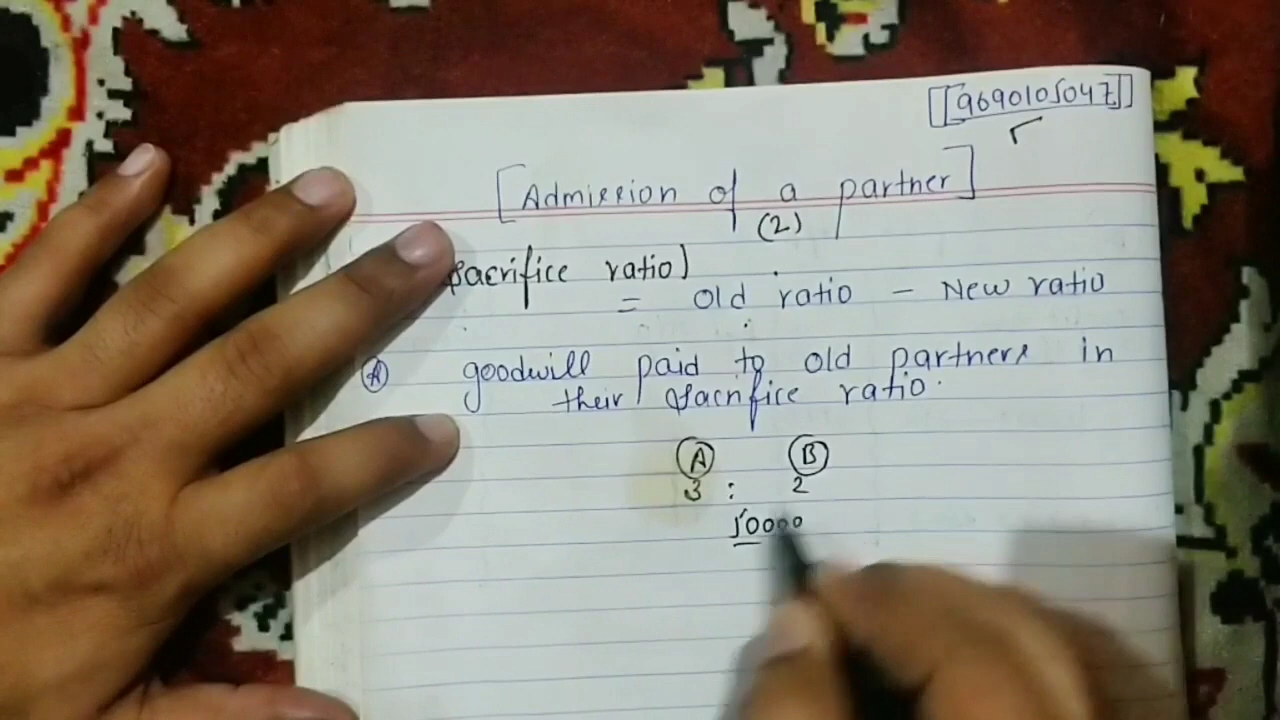 [[9690105047]]
[Admission of a partner]
(2)
sacrifice ratio)
= old ratio - New ratio
(A) goodwill paid to old partners in
their sacrifice ratio.
A B
3 : 2
50000